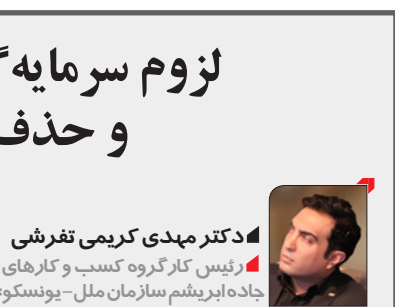 لزوم سرمایه‌گ
و حذف
دکتر مهدی کریمی تفرشی
رئیس کارگروه کسب و کارهای
جاده ابریشم سازمان ملل-یونسکو